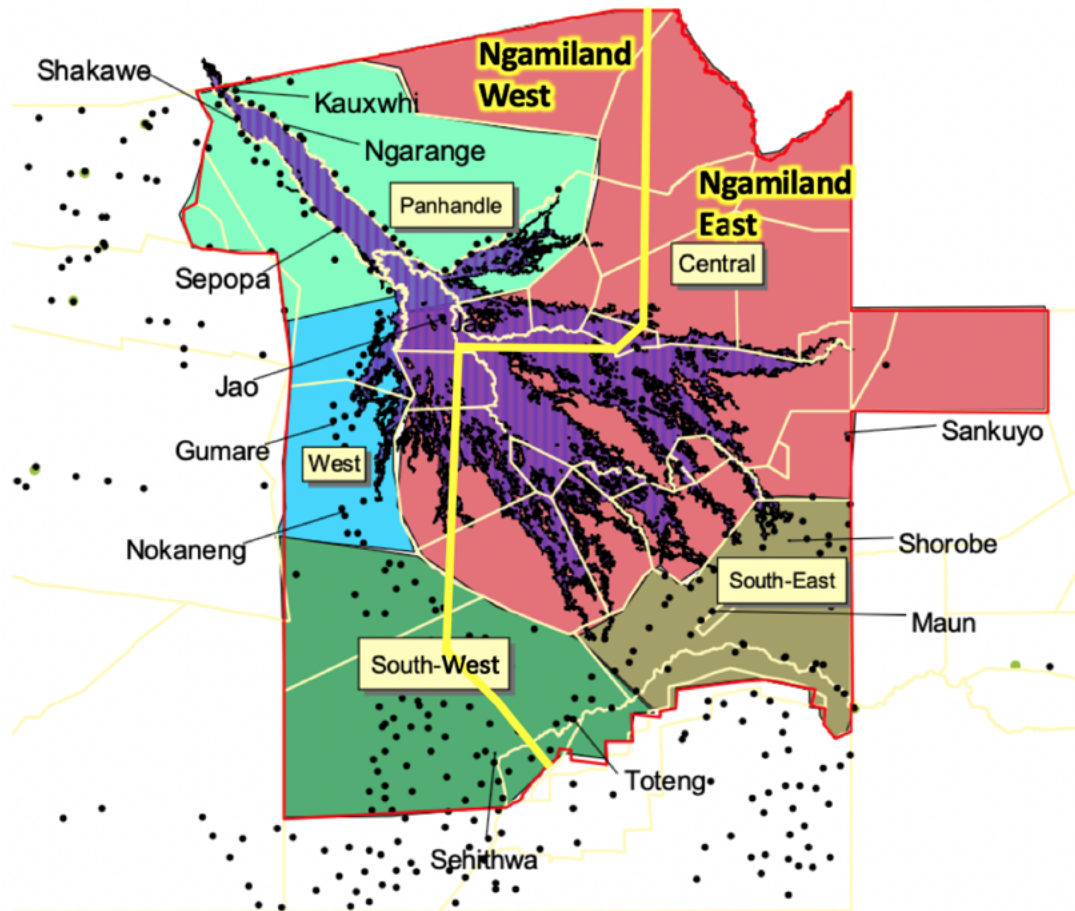 Ngamiland
West
Shakawe
Kauxwhi
Ngarange
Ngamiland
East
Panhandle
Central
Sepopa
Jao
Jao
Gumare
Sankuyo
West
Nokaneng
Shorobe
South-East
Maun
South-West
Toteng
Sehithwa